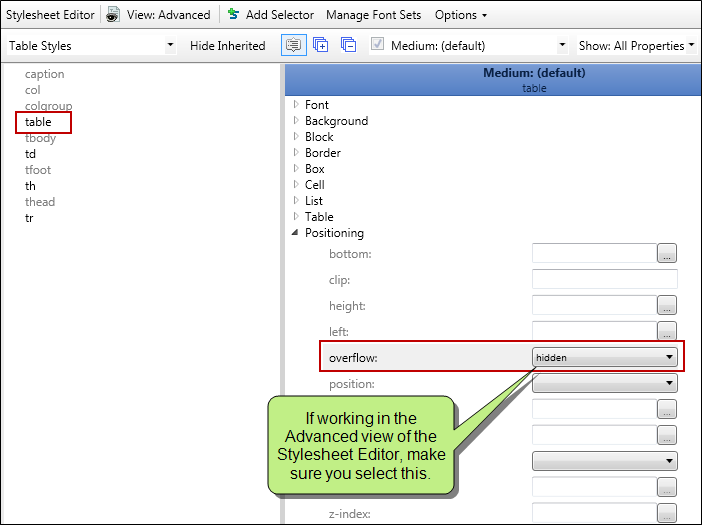 Stylesheet Editor View: Advanced Add Selector Manage Font Sets Options
Table Styles Hide Inherited Medium: (default) Show: All Properties
caption
col
colgroup
table
tbody
td
tfoot
th
thead
tr
Medium: (default)
table
Font
Background
Block
Border
Box
Cell
List
Table
Positioning
bottom: ...
clip:
height: ...
left: ...
overflow: hidden
position:
...
...
...
z-index: ...
If working in the
Advanced view of the
Stylesheet Editor, make
sure you select this.